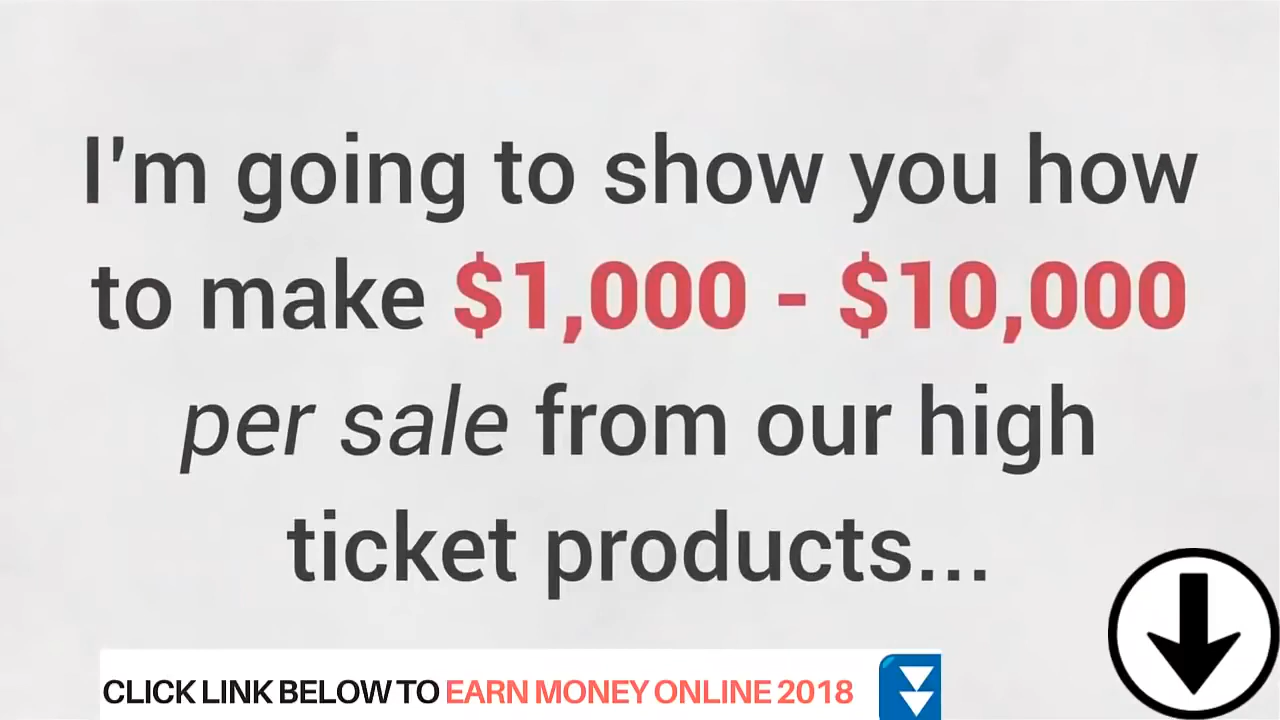 I'm going to show you how
to make $1,000 - $10,000
per sale from our high
ticket products...
CLICK LINK BELOW TO EARN MONEY ONLINE 2018